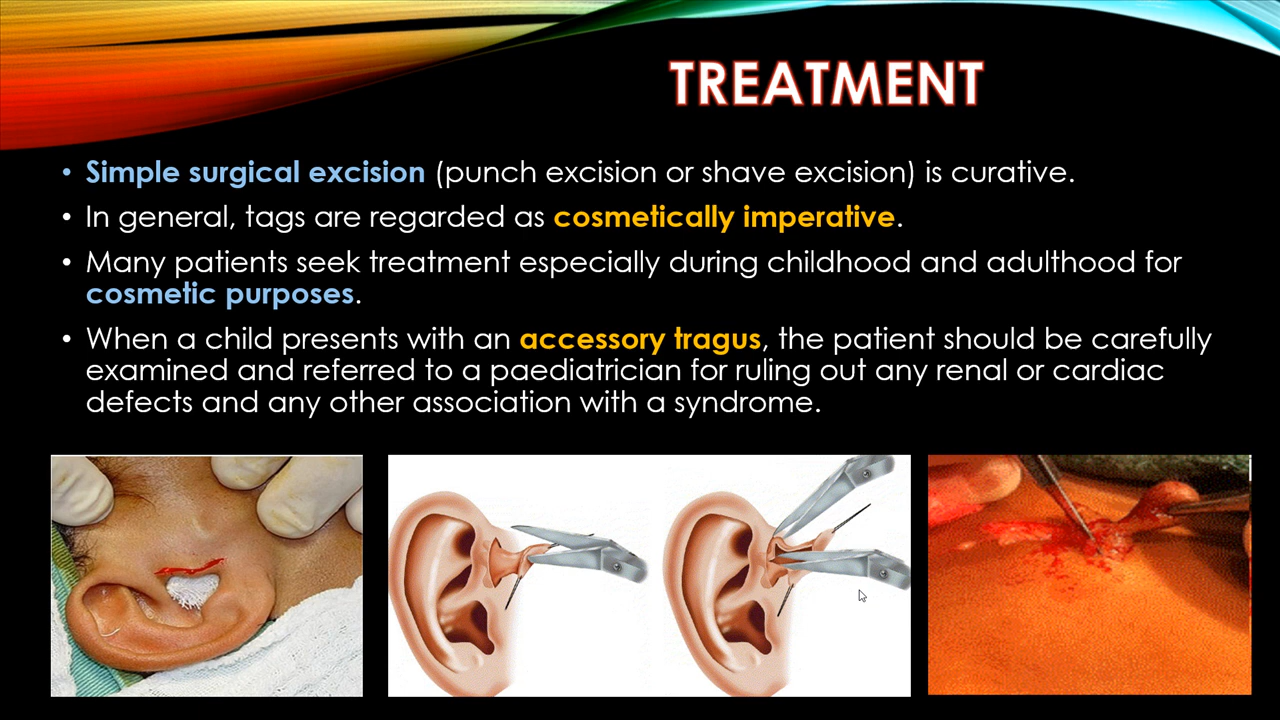 TREATMENT
• Simple surgical excision (punch excision or shave excision) is curative.
• In general, tags are regarded as cosmetically imperative.
• Many patients seek treatment especially during childhood and adulthood for
cosmetic purposes.
• When a child presents with an accessory tragus, the patient should be carefully
examined and referred to a paediatrician for ruling out any renal or cardiac
defects and any other association with a syndrome.